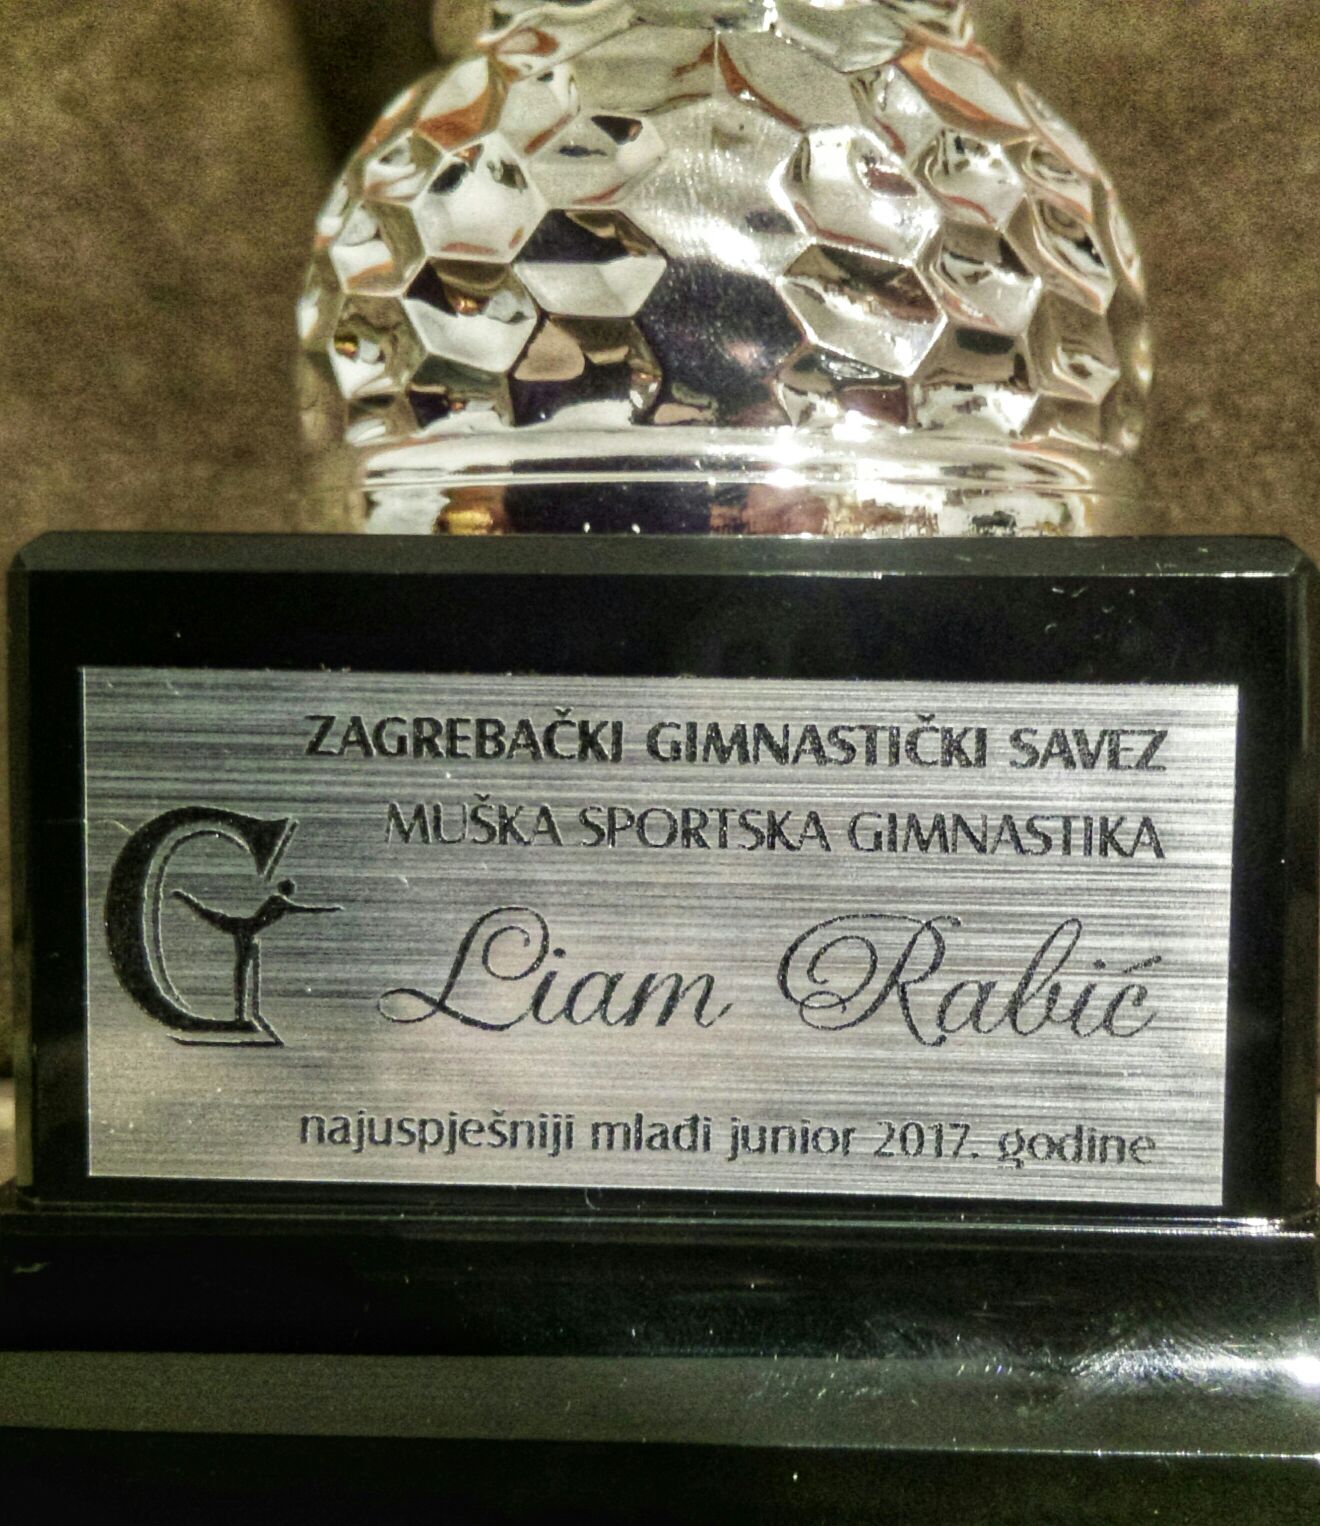 ZAGREBAČKI GIMNASTIČKI SAVEZ
MUŠKA SPORTSKA GIMNASTIKA
G
Liam Rabić
najuspješniji mlađi junior 2017. godine